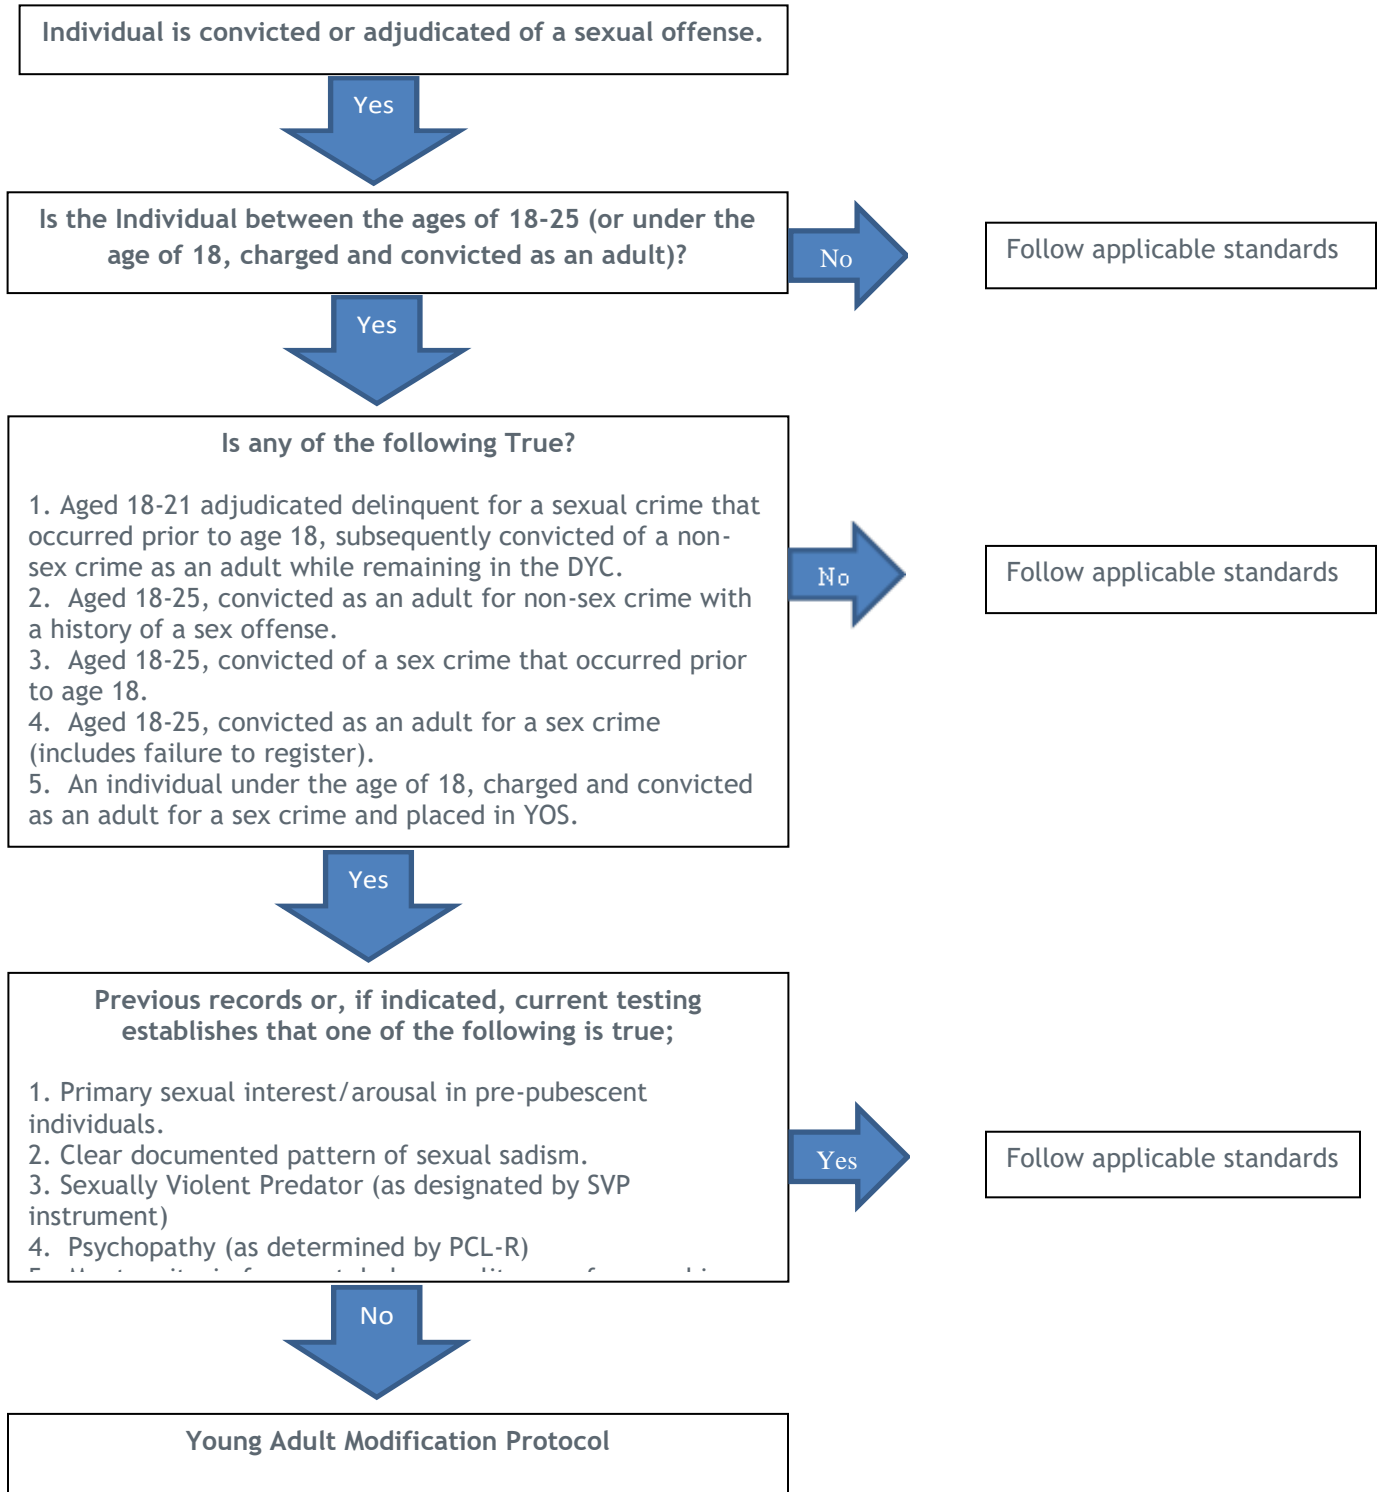 Individual is convicted or adjudicated of a sexual offense.
Yes
Is the Individual between the ages of 18-25 (or under the
age of 18, charged and convicted as an adult)?
No
Follow applicable standards
Yes
Is any of the following True?
1. Aged 18-21 adjudicated delinquent for a sexual crime that
occurred prior to age 18, subsequently convicted of a non-
sex crime as an adult while remaining in the DYC.
2. Aged 18-25, convicted as an adult for non-sex crime with
a history of a sex offense.
3. Aged 18-25, convicted of a sex crime that occurred prior
to age 18.
4. Aged 18-25, convicted as an adult for a sex crime
(includes failure to register).
5. An individual under the age of 18, charged and convicted
as an adult for a sex crime and placed in YOS.
No
Follow applicable standards
Yes
Previous records or, if indicated, current testing
establishes that one of the following is true;
1. Primary sexual interest/arousal in pre-pubescent
individuals.
2. Clear documented pattern of sexual sadism.
3. Sexually Violent Predator (as designated by SVP
instrument)
4. Psychopathy (as determined by PCL-R)
Yes
Follow applicable standards
No
Young Adult Modification Protocol